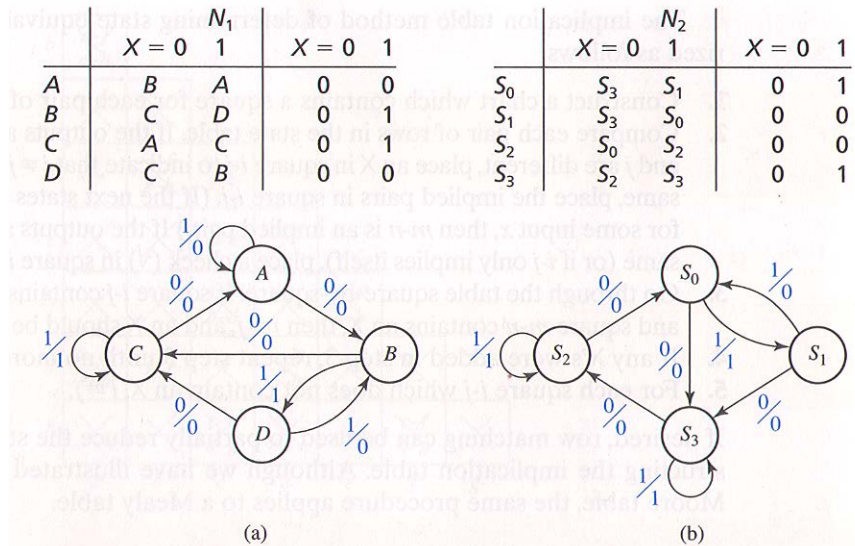 N₁
X = 0 1 X = 0 1
A B A 0 0
B C D 0 1
C A C 0 1
D C B 0 0
N₂
X = 0 1 X = 0 1
S₀ S₃ S₁ 0 1
S₁ S₃ S₀ 0 0
S₂ S₀ S₂ 0 0
S₃ S₂ S₃ 0 1
1/0
A
0/0
0/0
1/1
C
B
1/1
0/0
1/0
D
(a)
S₀
1/0
0/0
1/1
S₂
0/0
1/1
S₁
0/0
0/0
S₃
1/1
(b)